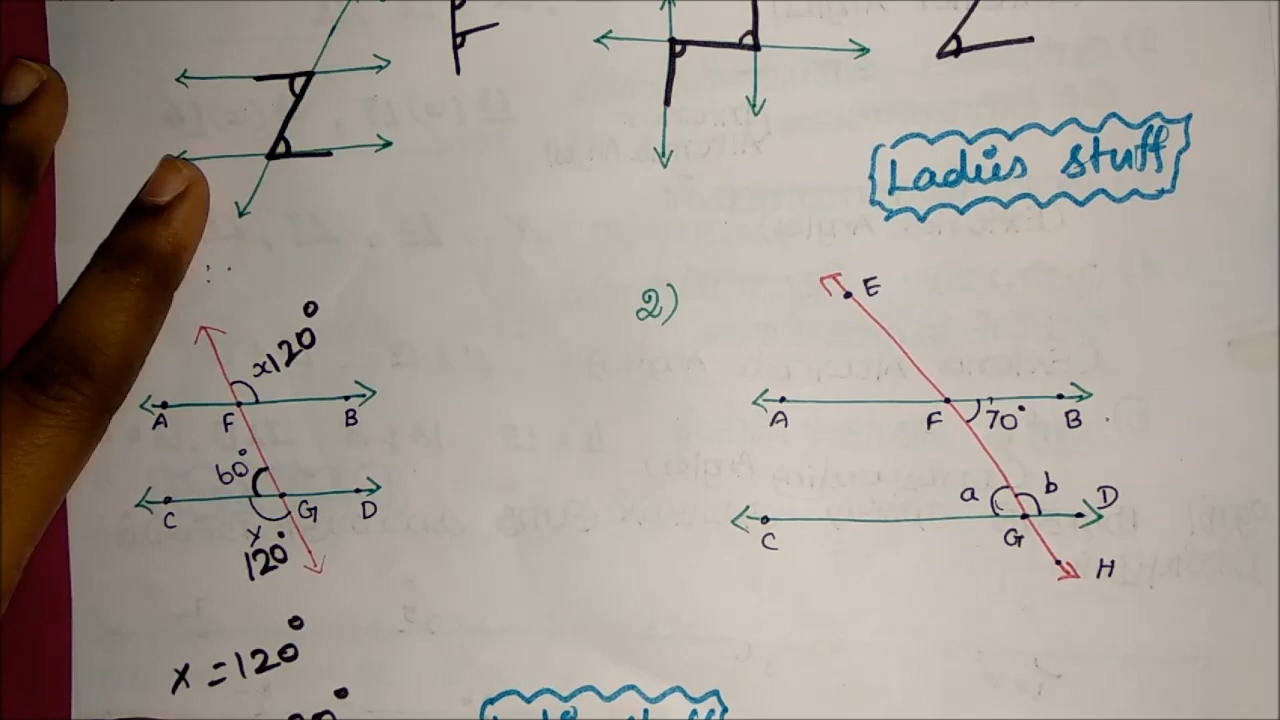 Ladies stuff
2)
E
x120°
A F B
A F 70° B
60°
C G D
x
120°
a b D
C G
H
x = 120°